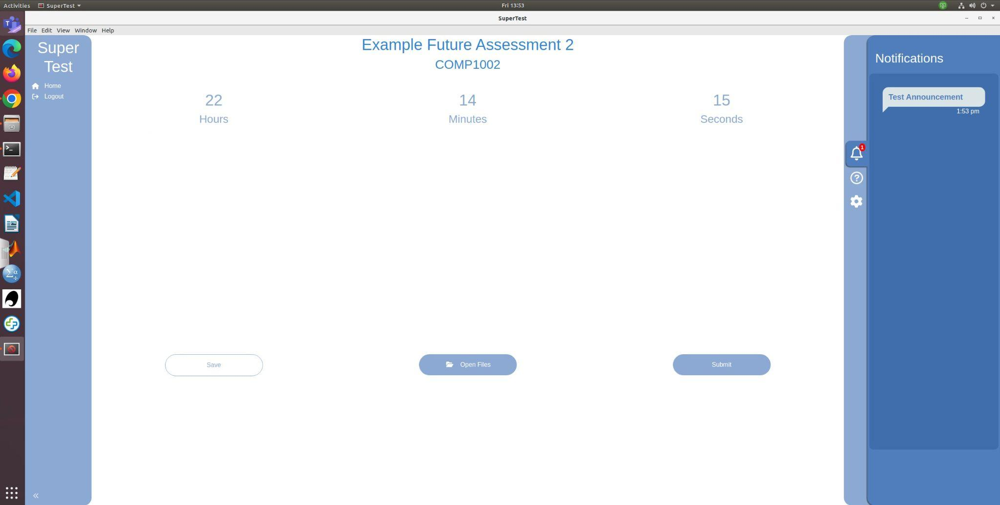 Activities SuperTest Fri 13:53
SuperTest
File Edit View Window Help
Super
Test
Home
Logout
Example Future Assessment 2
COMP1002
22 14 15
Hours Minutes Seconds
Save Open Files Submit
Notifications
Test Announcement
1:53 pm
1